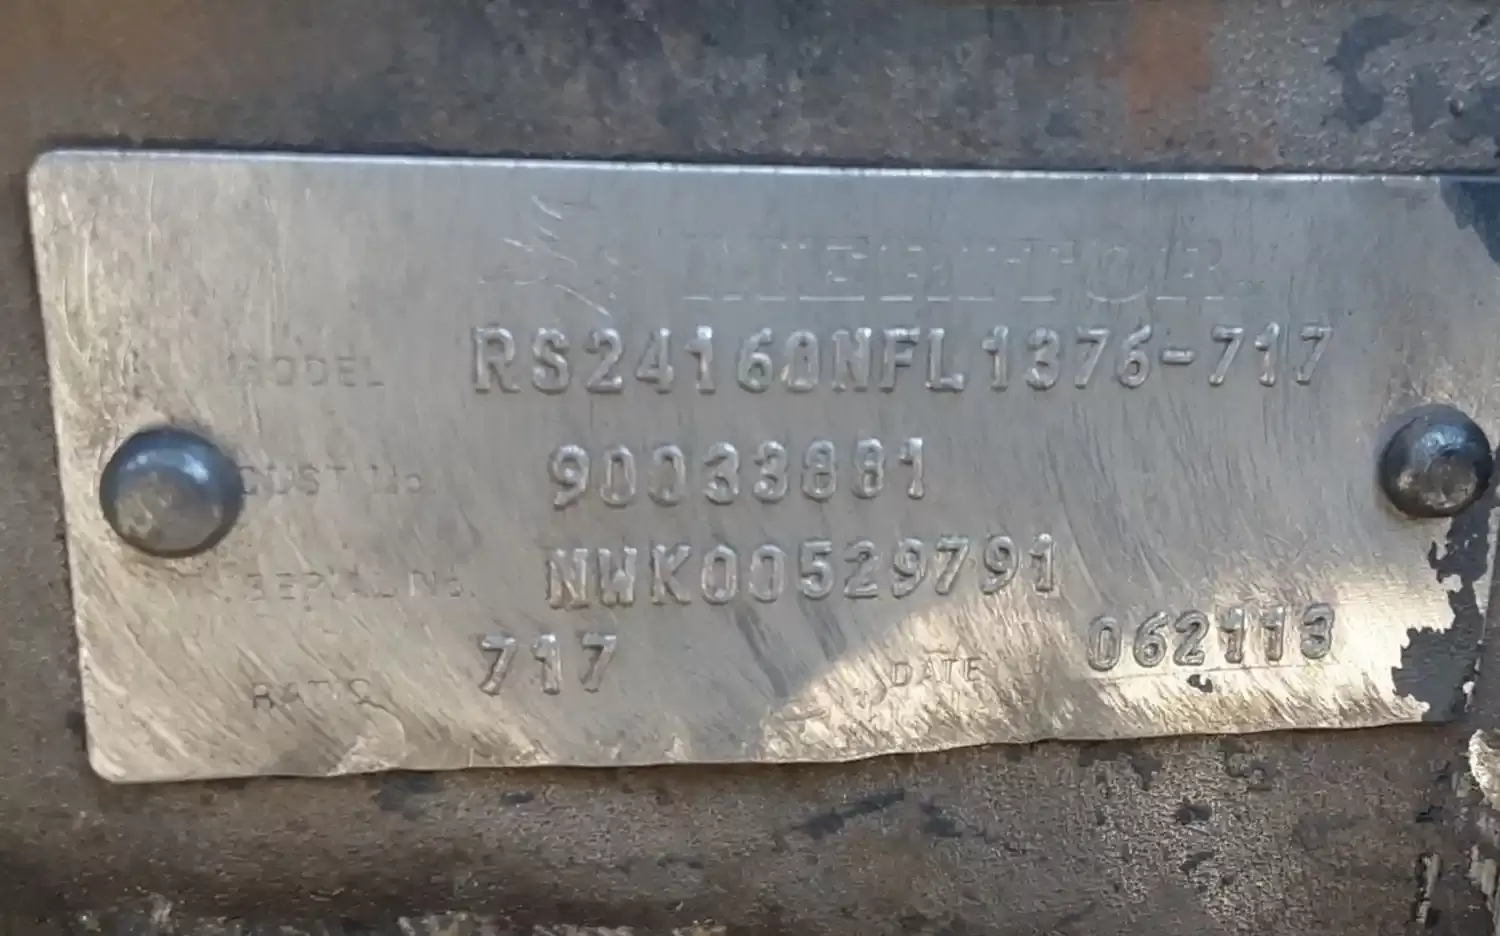 MERITOR
MODEL RS24160NFL1376-717
CUST No. 90033881
SERIAL No. NWK00529791
RATIO 717 DATE 062113